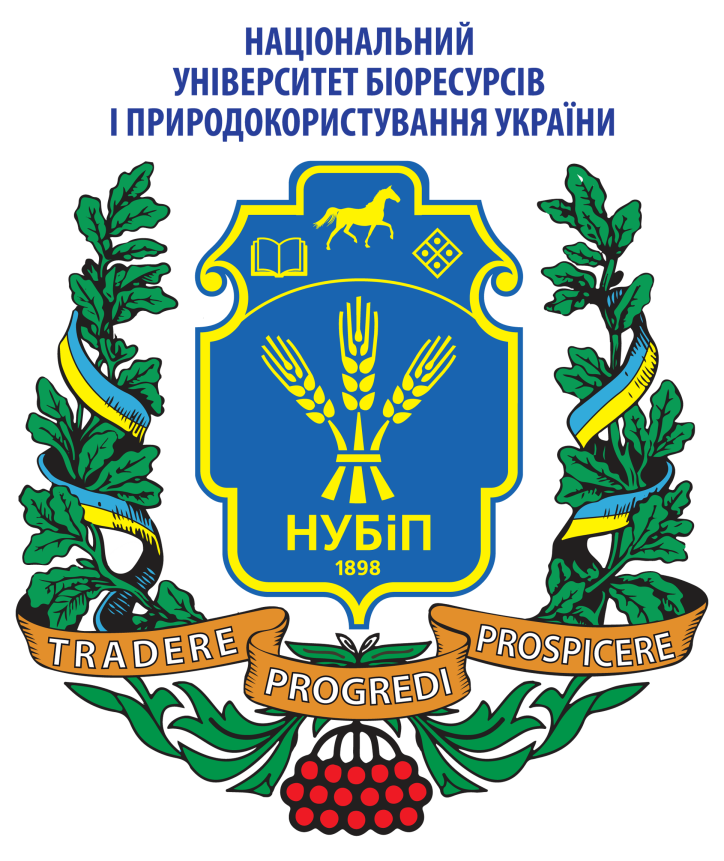 НАЦІОНАЛЬНИЙ
УНІВЕРСИТЕТ БІОРЕСУРСІВ
І ПРИРОДОКОРИСТУВАННЯ УКРАЇНИ
НУБіП
1898
TRADERE
PROGREDI
PROSPICERE